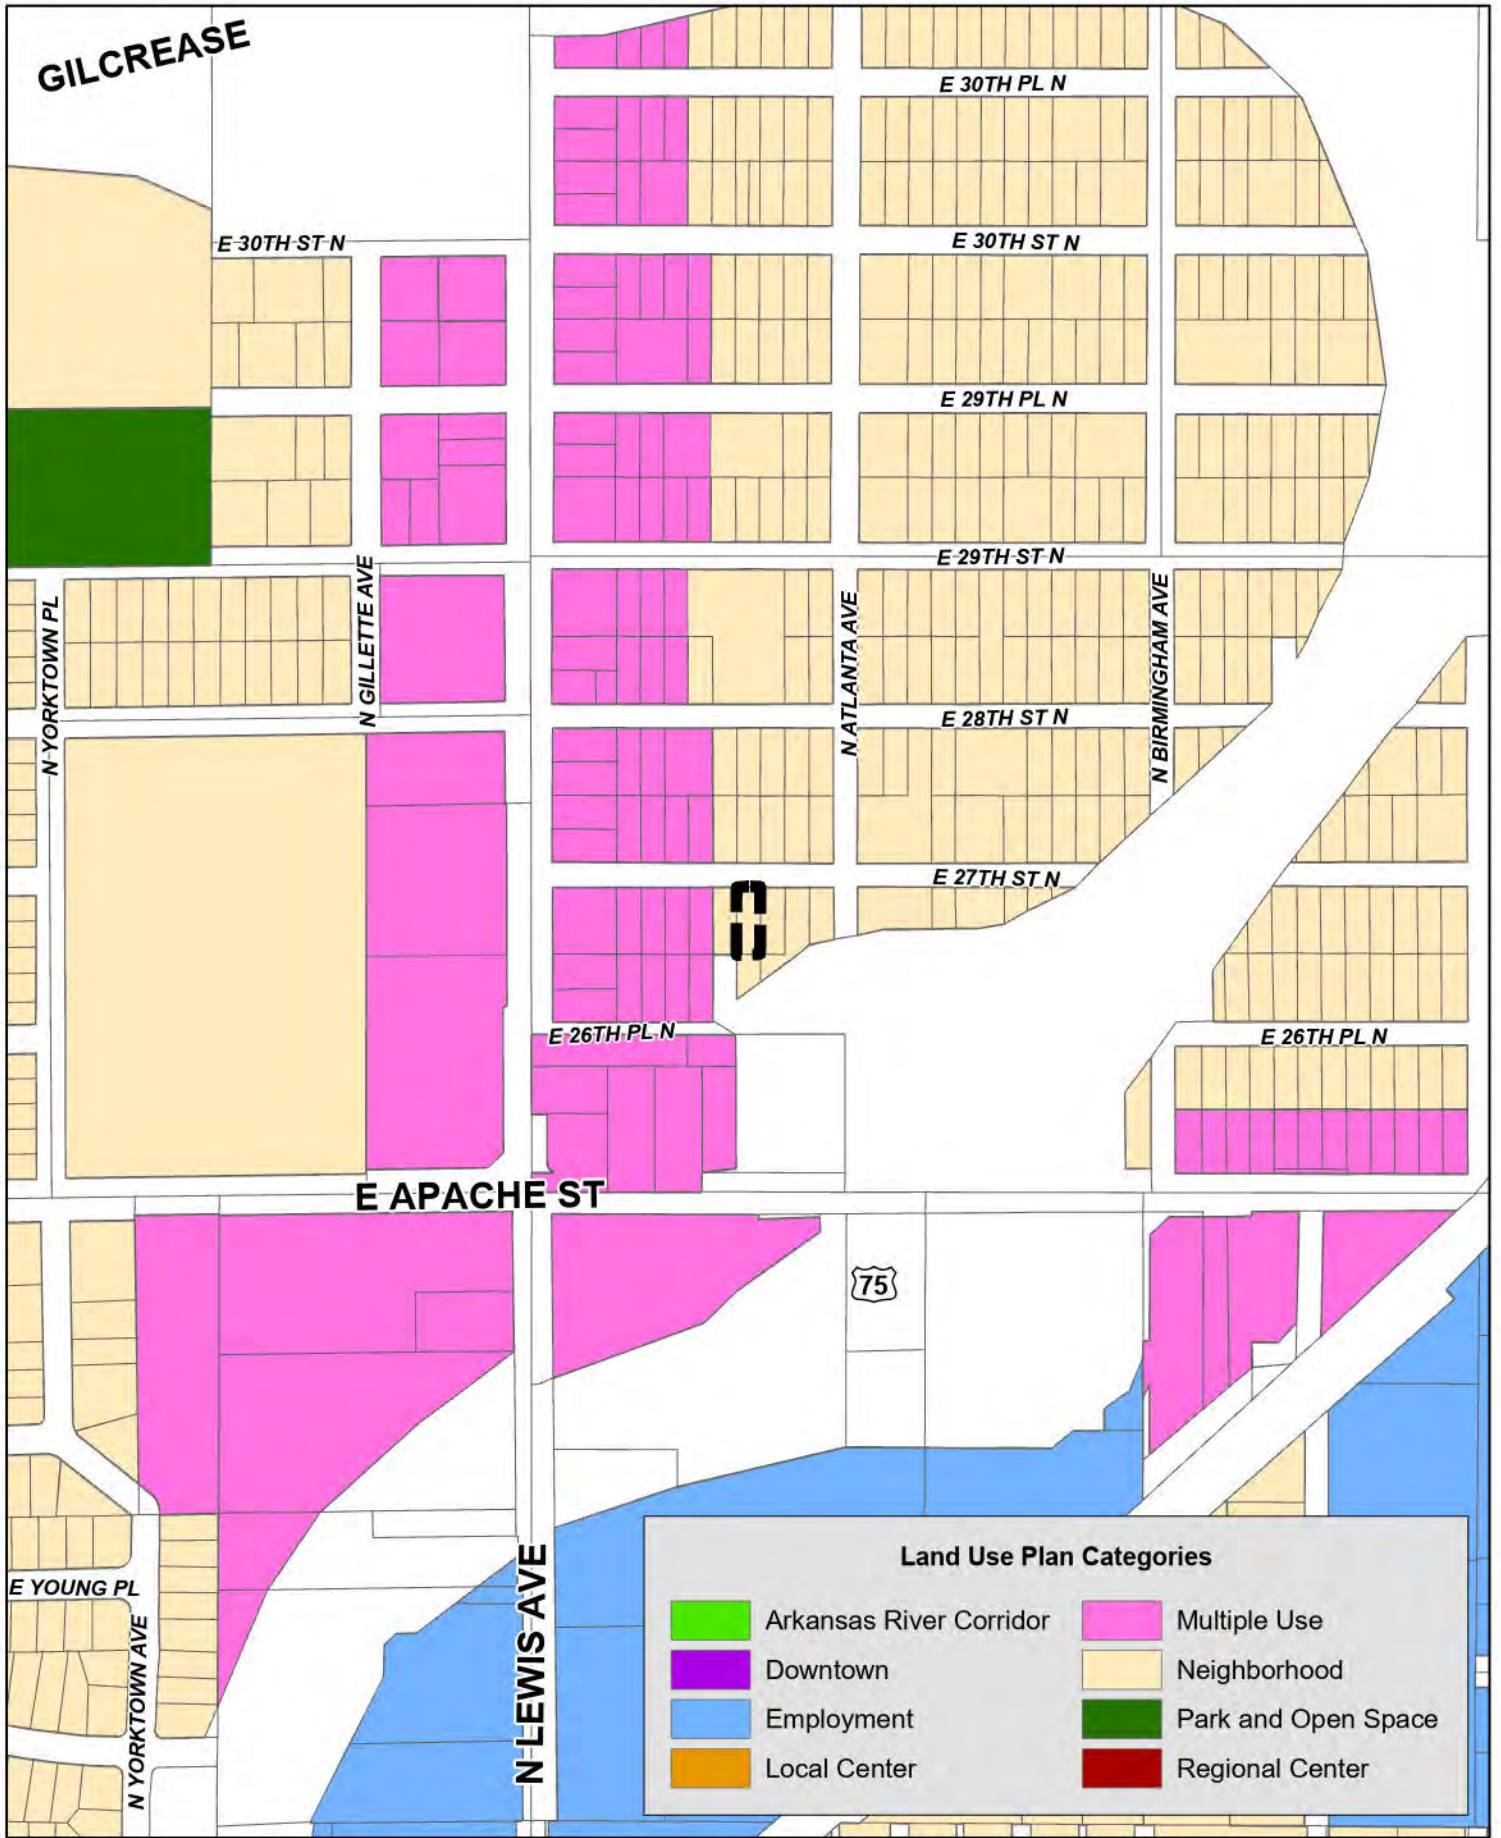 GILCREASE
E 30TH PL N
E 30TH ST N
E 30TH ST N
E 29TH PL N
E 29TH ST N
N YORKTOWN PL
N GILLETTE AVE
N ATLANTA AVE
N BIRMINGHAM AVE
E 28TH ST N
E 27TH ST N
E 26TH PL N
E 26TH PL N
E APACHE ST
75
N LEWIS AVE
E YOUNG PL
N YORKTOWN AVE
Land Use Plan Categories
Arkansas River Corridor
Downtown
Employment
Local Center
Multiple Use
Neighborhood
Park and Open Space
Regional Center